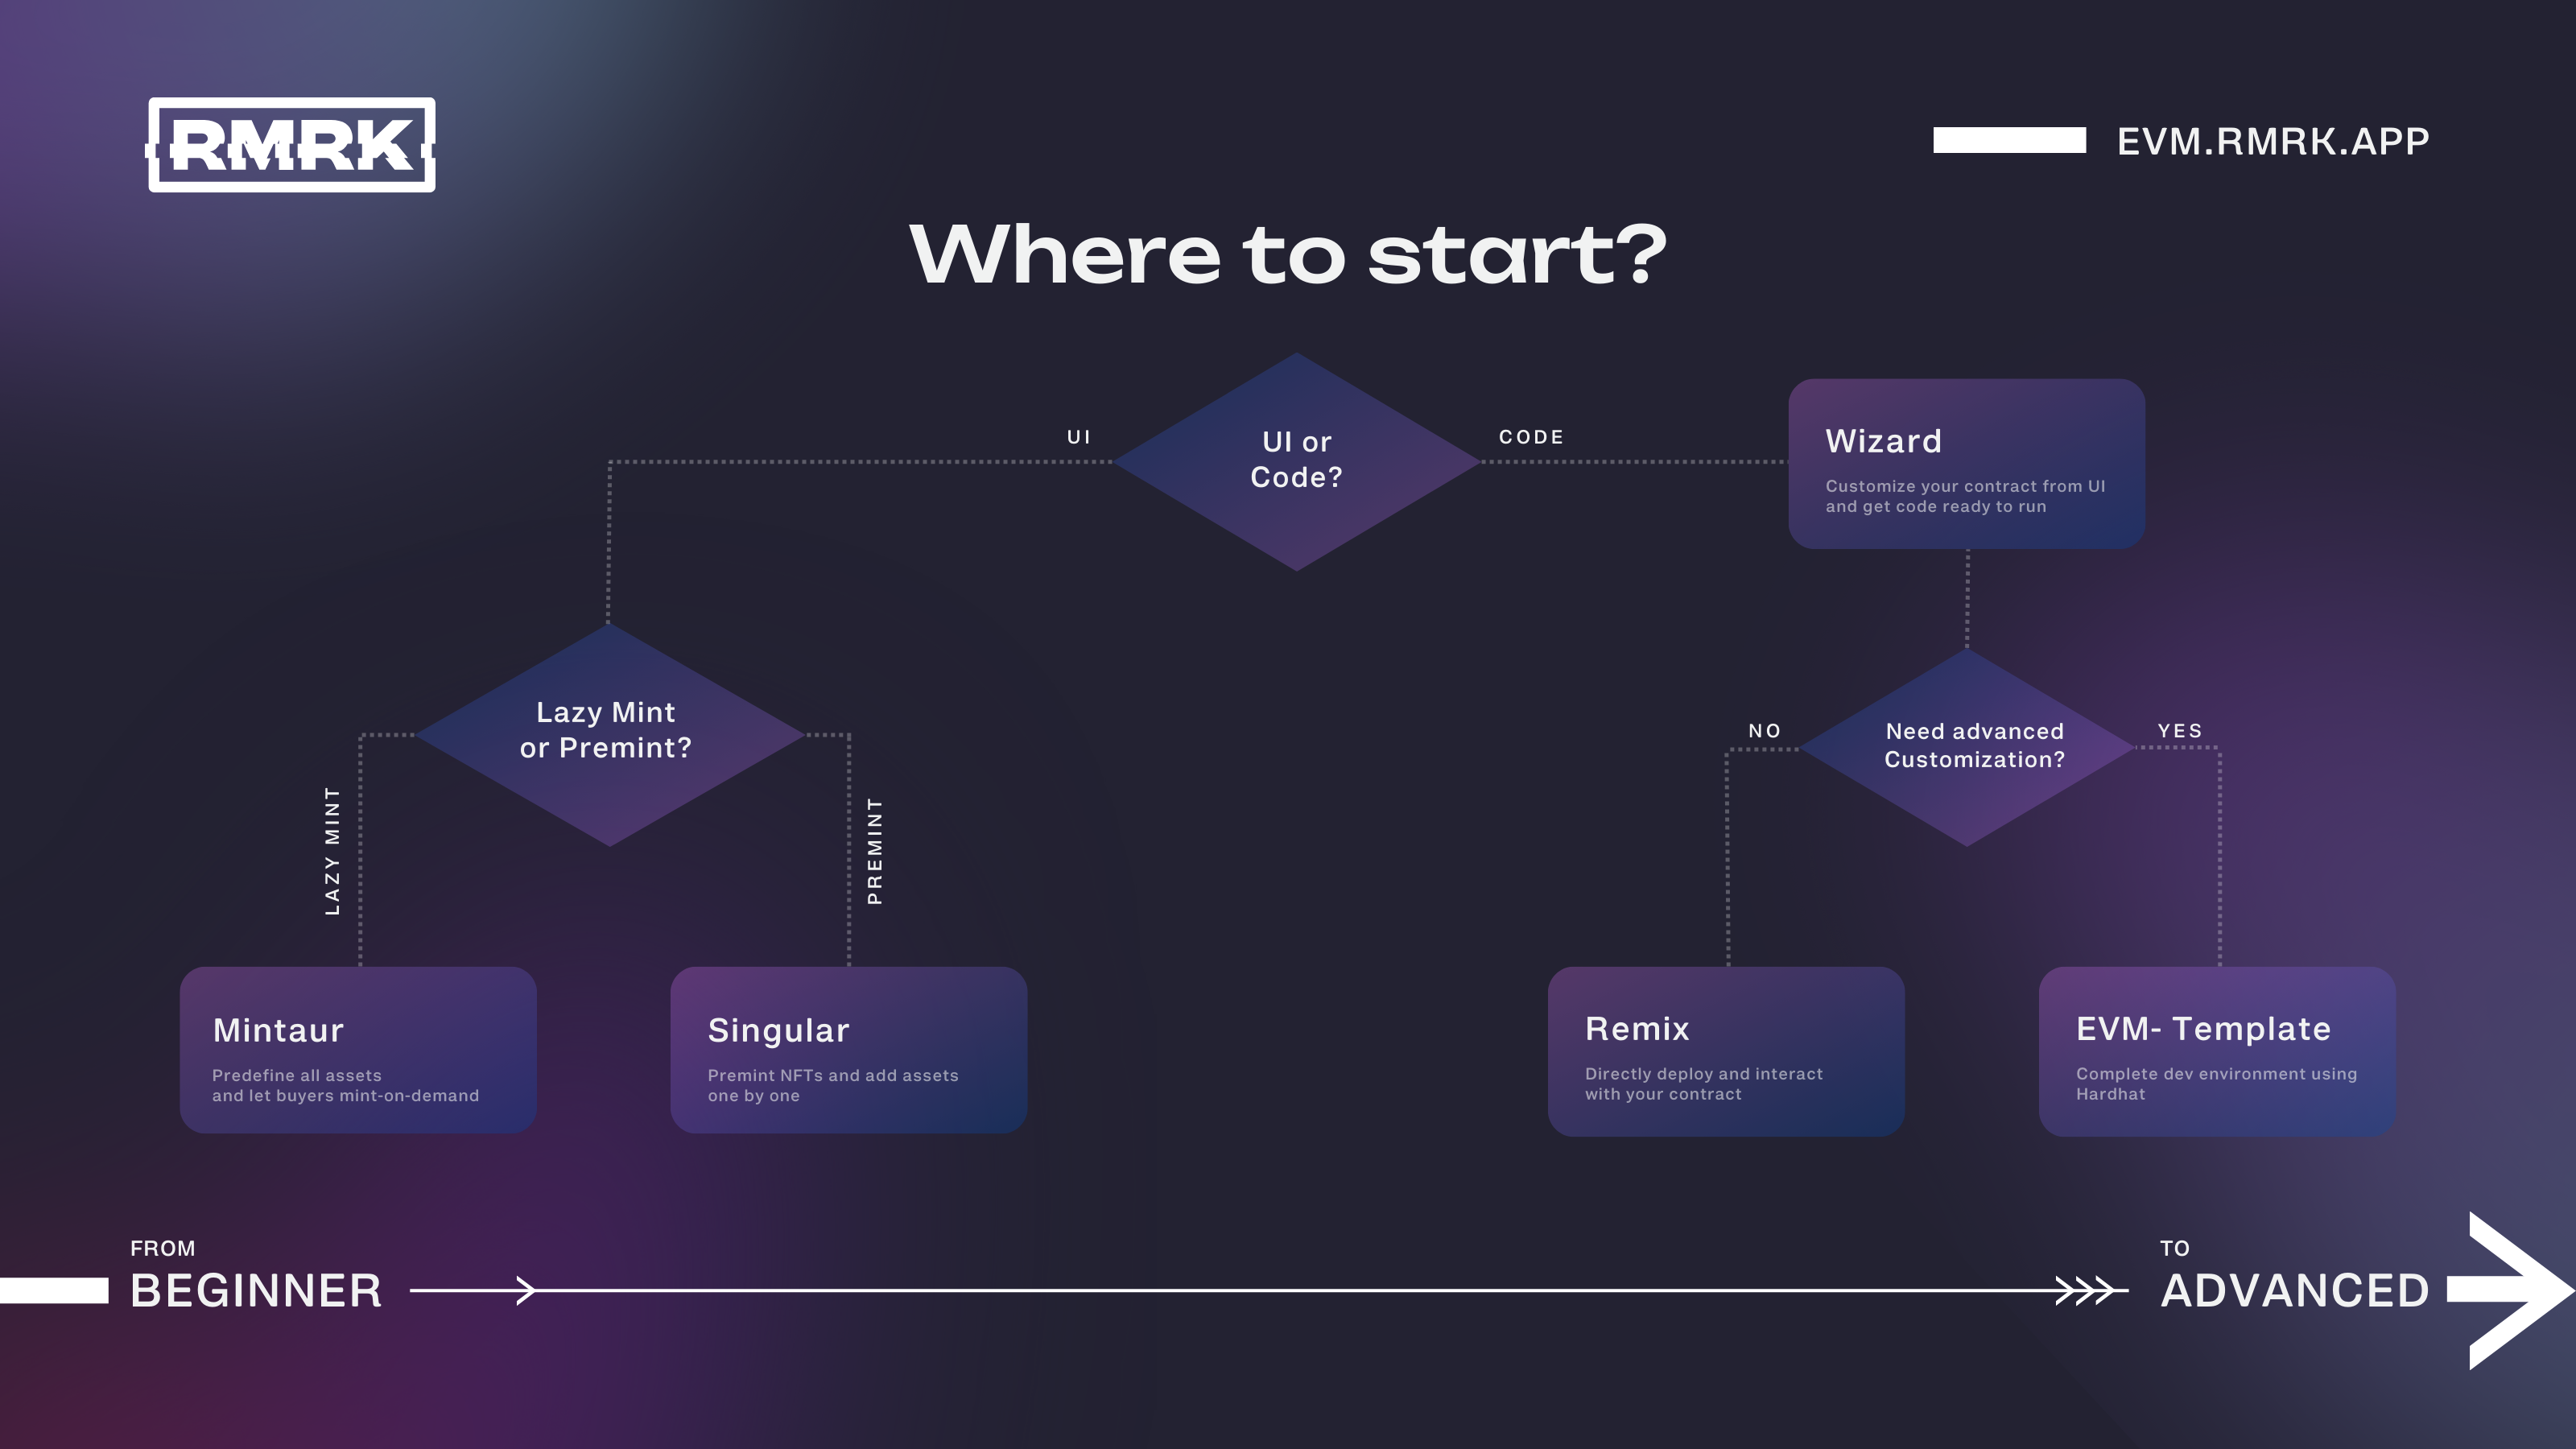 RMRK
EVM.RMRK.APP
Where to start?
UI
UI or
Code?
CODE
Wizard
Customize your contract from UI
and get code ready to run
Lazy Mint
or Premint?
LAZY MINT
PREMINT
NO
Need advanced
Customization?
YES
Mintaur
Predefine all assets
and let buyers mint-on-demand
Singular
Premint NFTs and add assets
one by one
Remix
Directly deploy and interact
with your contract
EVM- Template
Complete dev environment using
Hardhat
FROM
BEGINNER
TO
ADVANCED